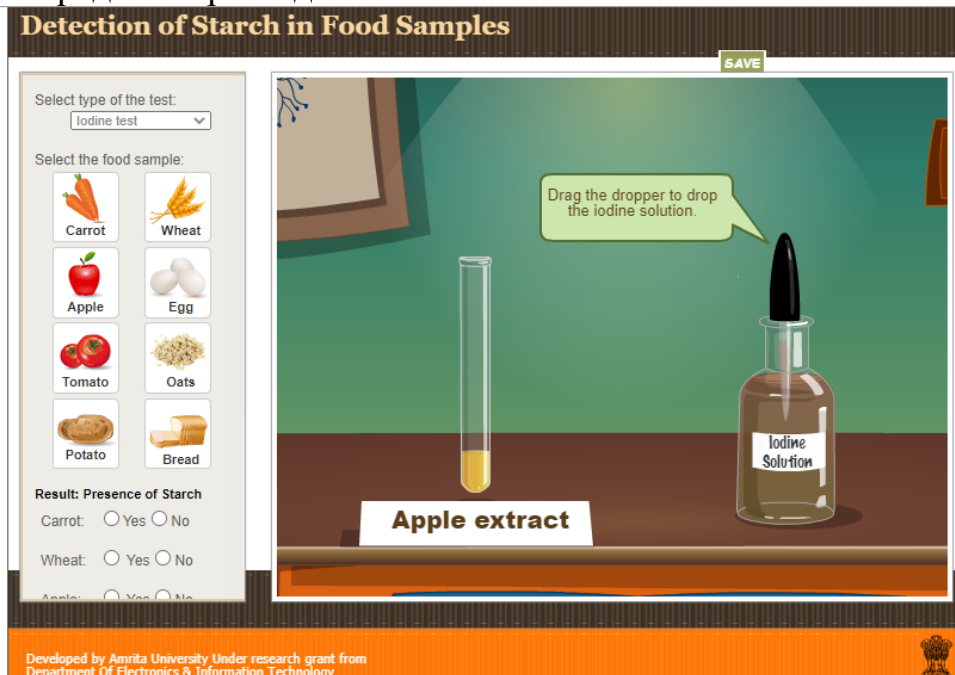 Detection of Starch in Food Samples
SAVE
Select type of the test:
Iodine test
Select the food sample:
Carrot Wheat
Apple Egg
Tomato Oats
Potato Bread
Result: Presence of Starch
Carrot: Yes No
Wheat: Yes No
Apple: Yes No
Drag the dropper to drop
the iodine solution.
Iodine
Solution
Apple extract
Developed by Amrita University Under research grant from
Department Of Electronics & Information Technology